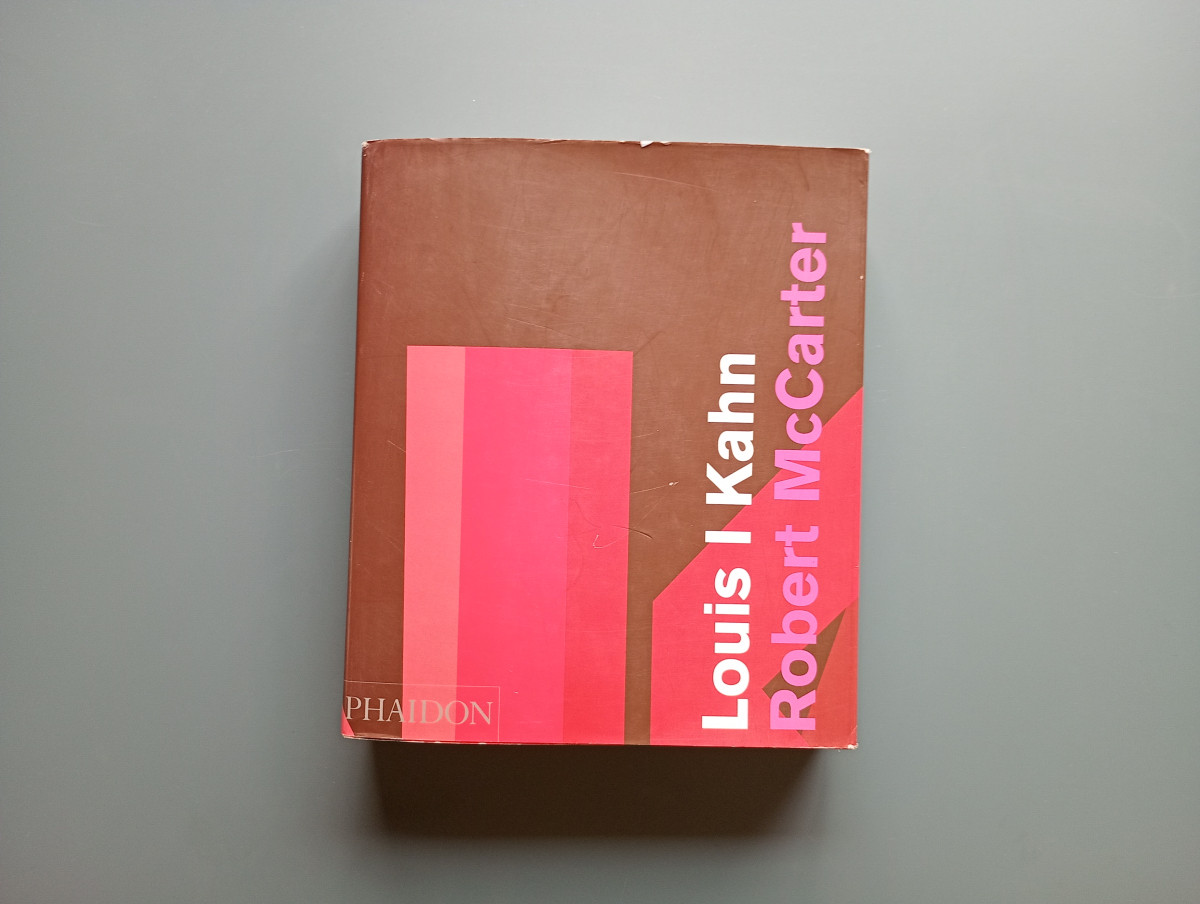 Louis I Kahn
Robert McCarter
PHAIDON